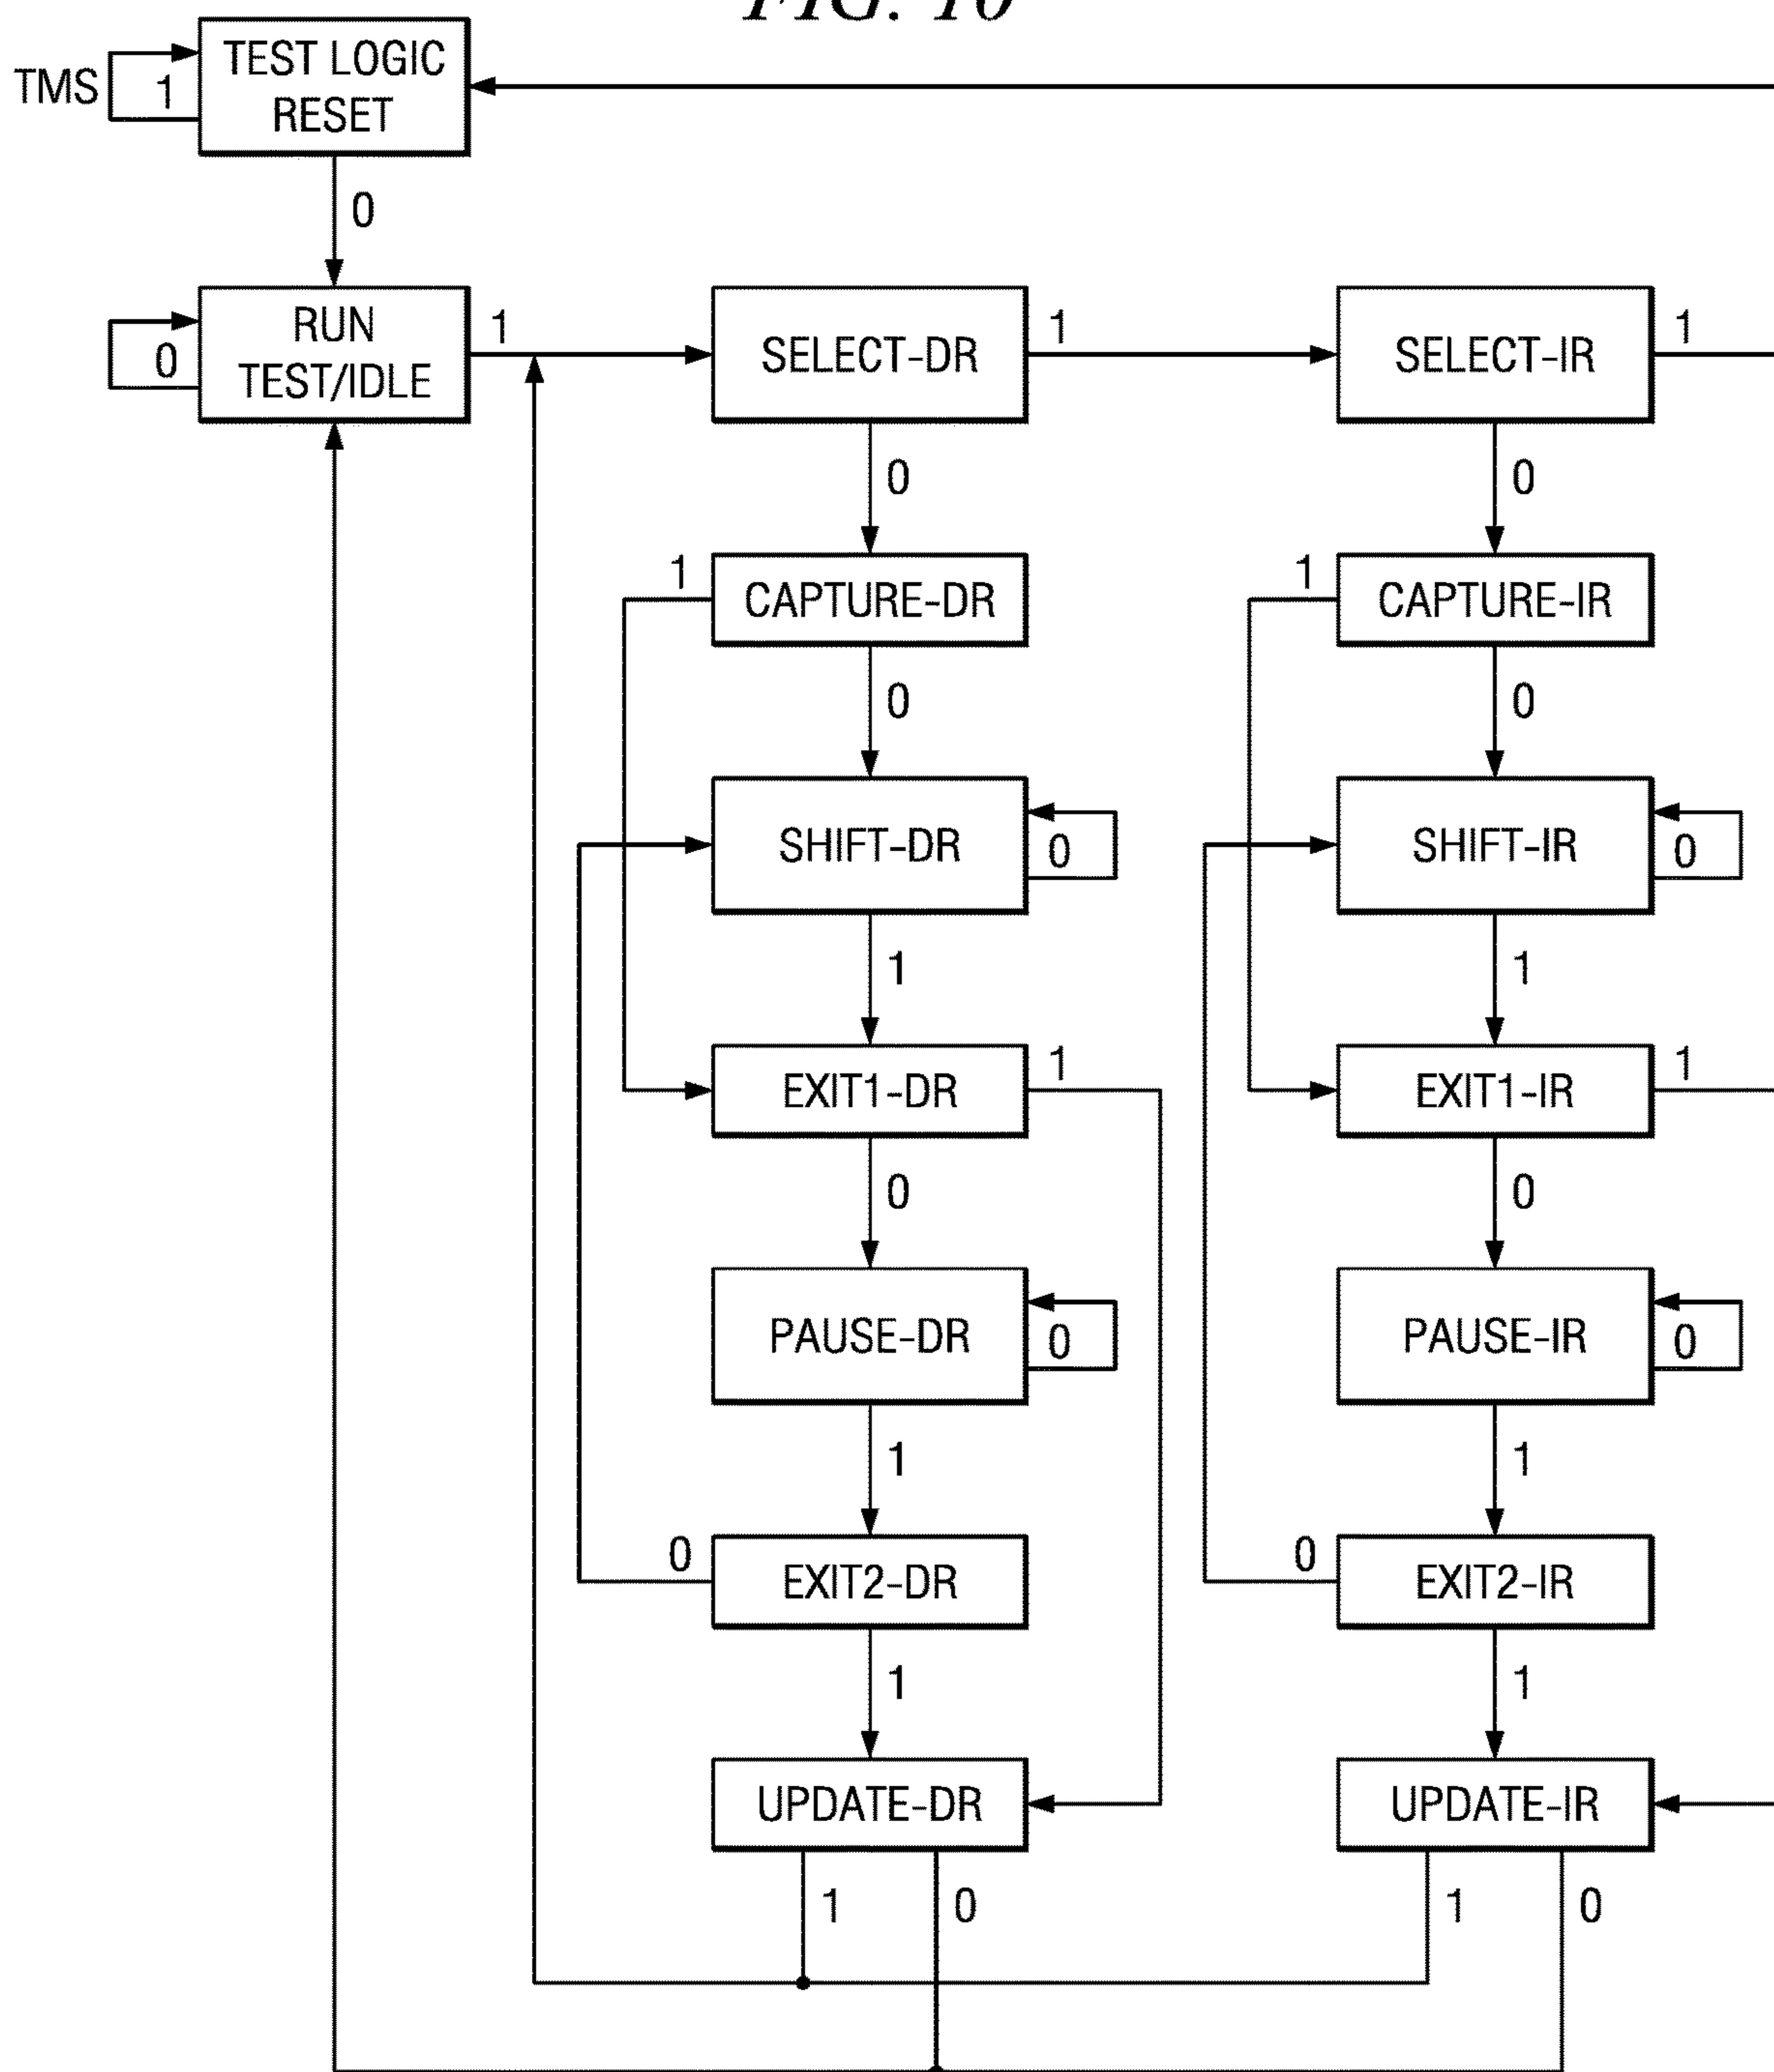 FIG. 10
TEST LOGIC
RESET
TMS
1
0
RUN
TEST/IDLE
0
1
SELECT-DR
1
SELECT-IR
1
0
0
1
CAPTURE-DR
1
CAPTURE-IR
0
0
SHIFT-DR
0
SHIFT-IR
0
1
1
EXIT1-DR
1
EXIT1-IR
1
0
0
PAUSE-DR
0
PAUSE-IR
0
1
1
0
EXIT2-DR
0
EXIT2-IR
1
1
UPDATE-DR
UPDATE-IR
1
0
1
0